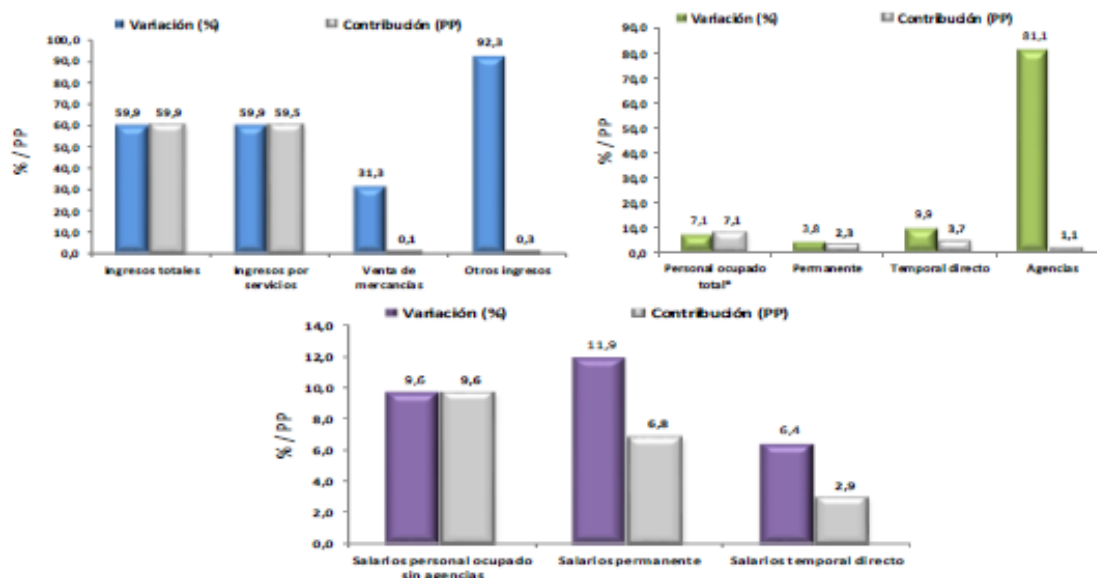 Variación (%) Contribución (PP)
% / PP
100,0
90,0
80,0
70,0
60,0
50,0
40,0
30,0
20,0
10,0
0,0
59,9 59,9 59,9 59,5 31,3 0,1 92,3 0,3
Ingresos totales Ingresos por servicios Venta de mercancías Otros ingresos
Variación (%) Contribución (PP)
% / PP
90,0
80,0
70,0
60,0
50,0
40,0
30,0
20,0
10,0
0,0
7,1 7,1 3,8 2,3 9,9 3,7 81,1 1,1
Personal ocupado total* Permanente Temporal directo Agencias
Variación (%) Contribución (PP)
% / PP
14,0
12,0
10,0
8,0
6,0
4,0
2,0
0,0
9,6 9,6 11,9 6,8 6,4 2,9
Salarios personal ocupado sin agencias Salarios permanente Salarios temporal directo